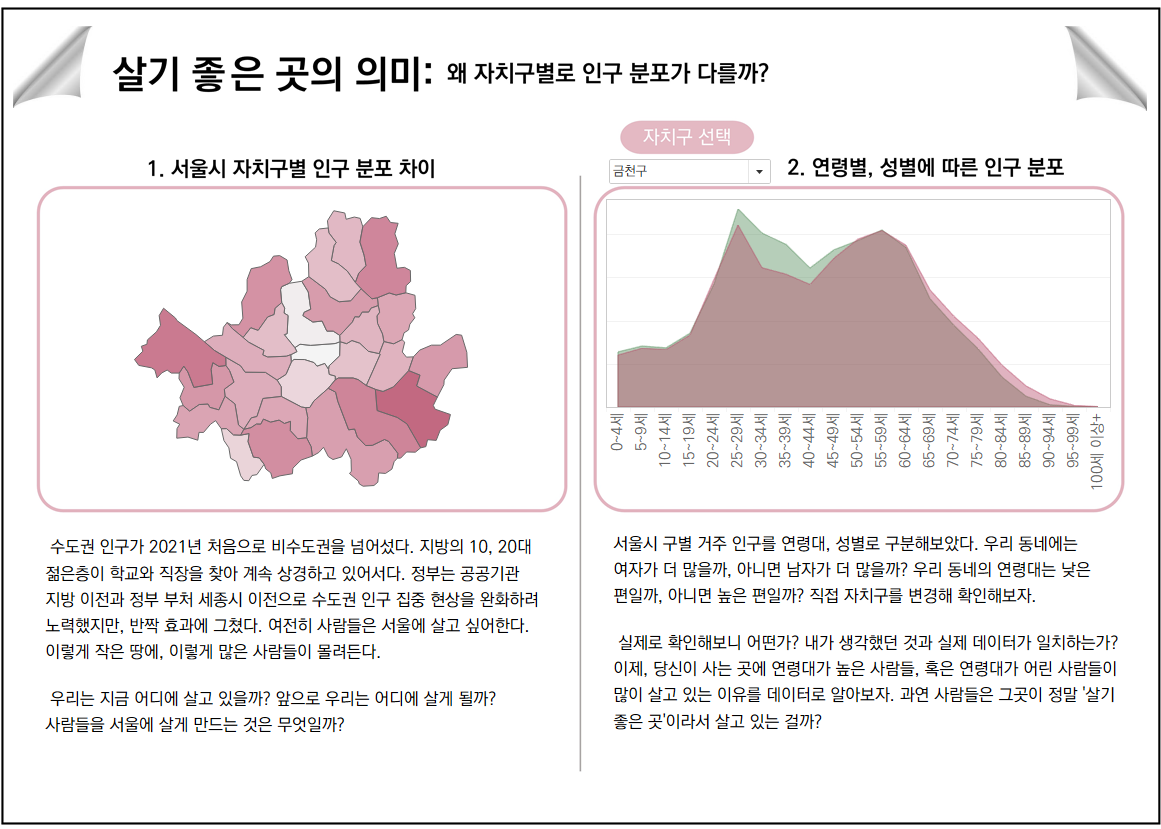 살기 좋은 곳의 의미: 왜 자치구별로 인구 분포가 다를까?
1. 서울시 자치구별 인구 분포 차이
수도권 인구가 2021년 처음으로 비수도권을 넘어섰다. 지방의 10, 20대
젊은층이 학교와 직장을 찾아 계속 상경하고 있어서다. 정부는 공공기관
지방 이전과 정부 부처 세종시 이전으로 수도권 인구 집중 현상을 완화하려
노력했지만, 반짝 효과에 그쳤다. 여전히 사람들은 서울에 살고 싶어한다.
이렇게 작은 땅에, 이렇게 많은 사람들이 몰려든다.
우리는 지금 어디에 살고 있을까? 앞으로 우리는 어디에 살게 될까?
사람들을 서울에 살게 만드는 것은 무엇일까?
자치구 선택
금천구
2. 연령별, 성별에 따른 인구 분포
0~4세
5~9세
10~14세
15~19세
20~24세
25~29세
30~34세
35~39세
40~44세
45~49세
50~54세
55~59세
60~64세
65~69세
70~74세
75~79세
80~84세
85~89세
90~94세
95~99세
100세 이상+
서울시 구별 거주 인구를 연령대, 성별로 구분해보았다. 우리 동네에는
여자가 더 많을까, 아니면 남자가 더 많을까? 우리 동네의 연령대는 낮은
편일까, 아니면 높은 편일까? 직접 자치구를 변경해 확인해보자.
실제로 확인해보니 어떤가? 내가 생각했던 것과 실제 데이터가 일치하는가?
이제, 당신이 사는 곳에 연령대가 높은 사람들, 혹은 연령대가 어린 사람들이
많이 살고 있는 이유를 데이터로 알아보자. 과연 사람들은 그곳이 정말 '살기
좋은 곳'이라서 살고 있는 걸까?